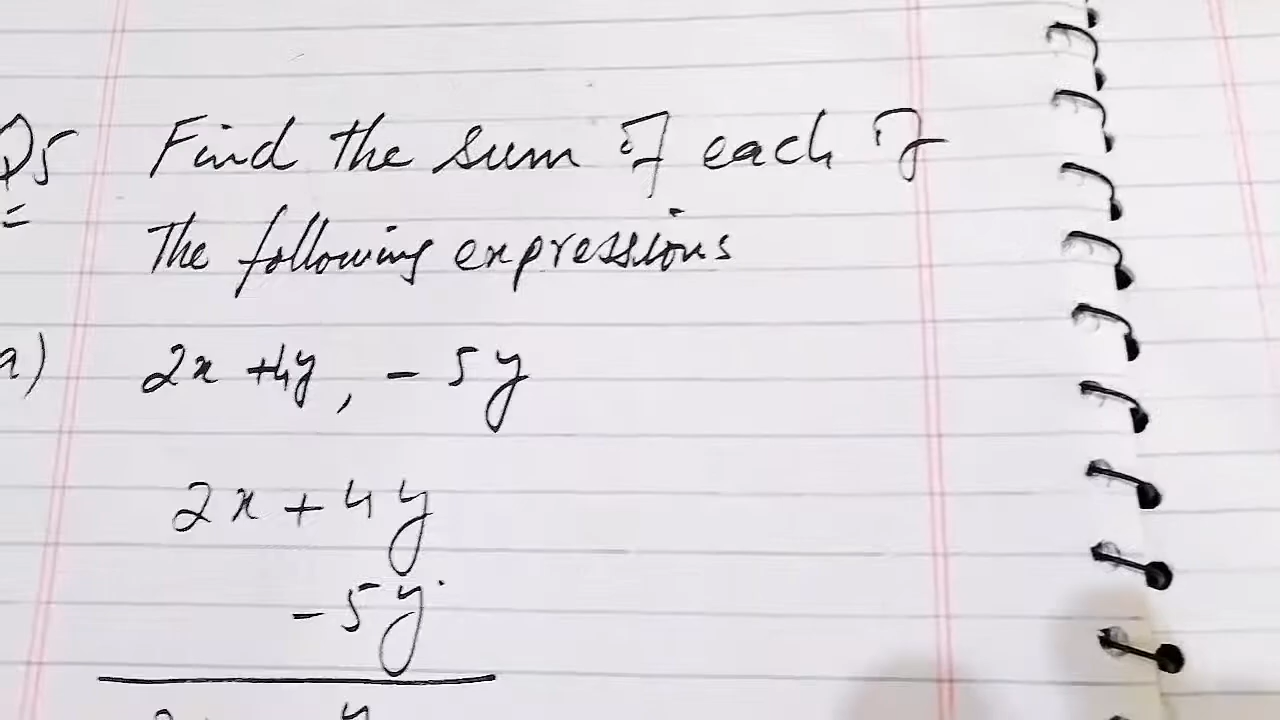 Q5 Find the sum of each of
The following expressions
a) 2x +4y, - 5y
2x + 4y
- 5y